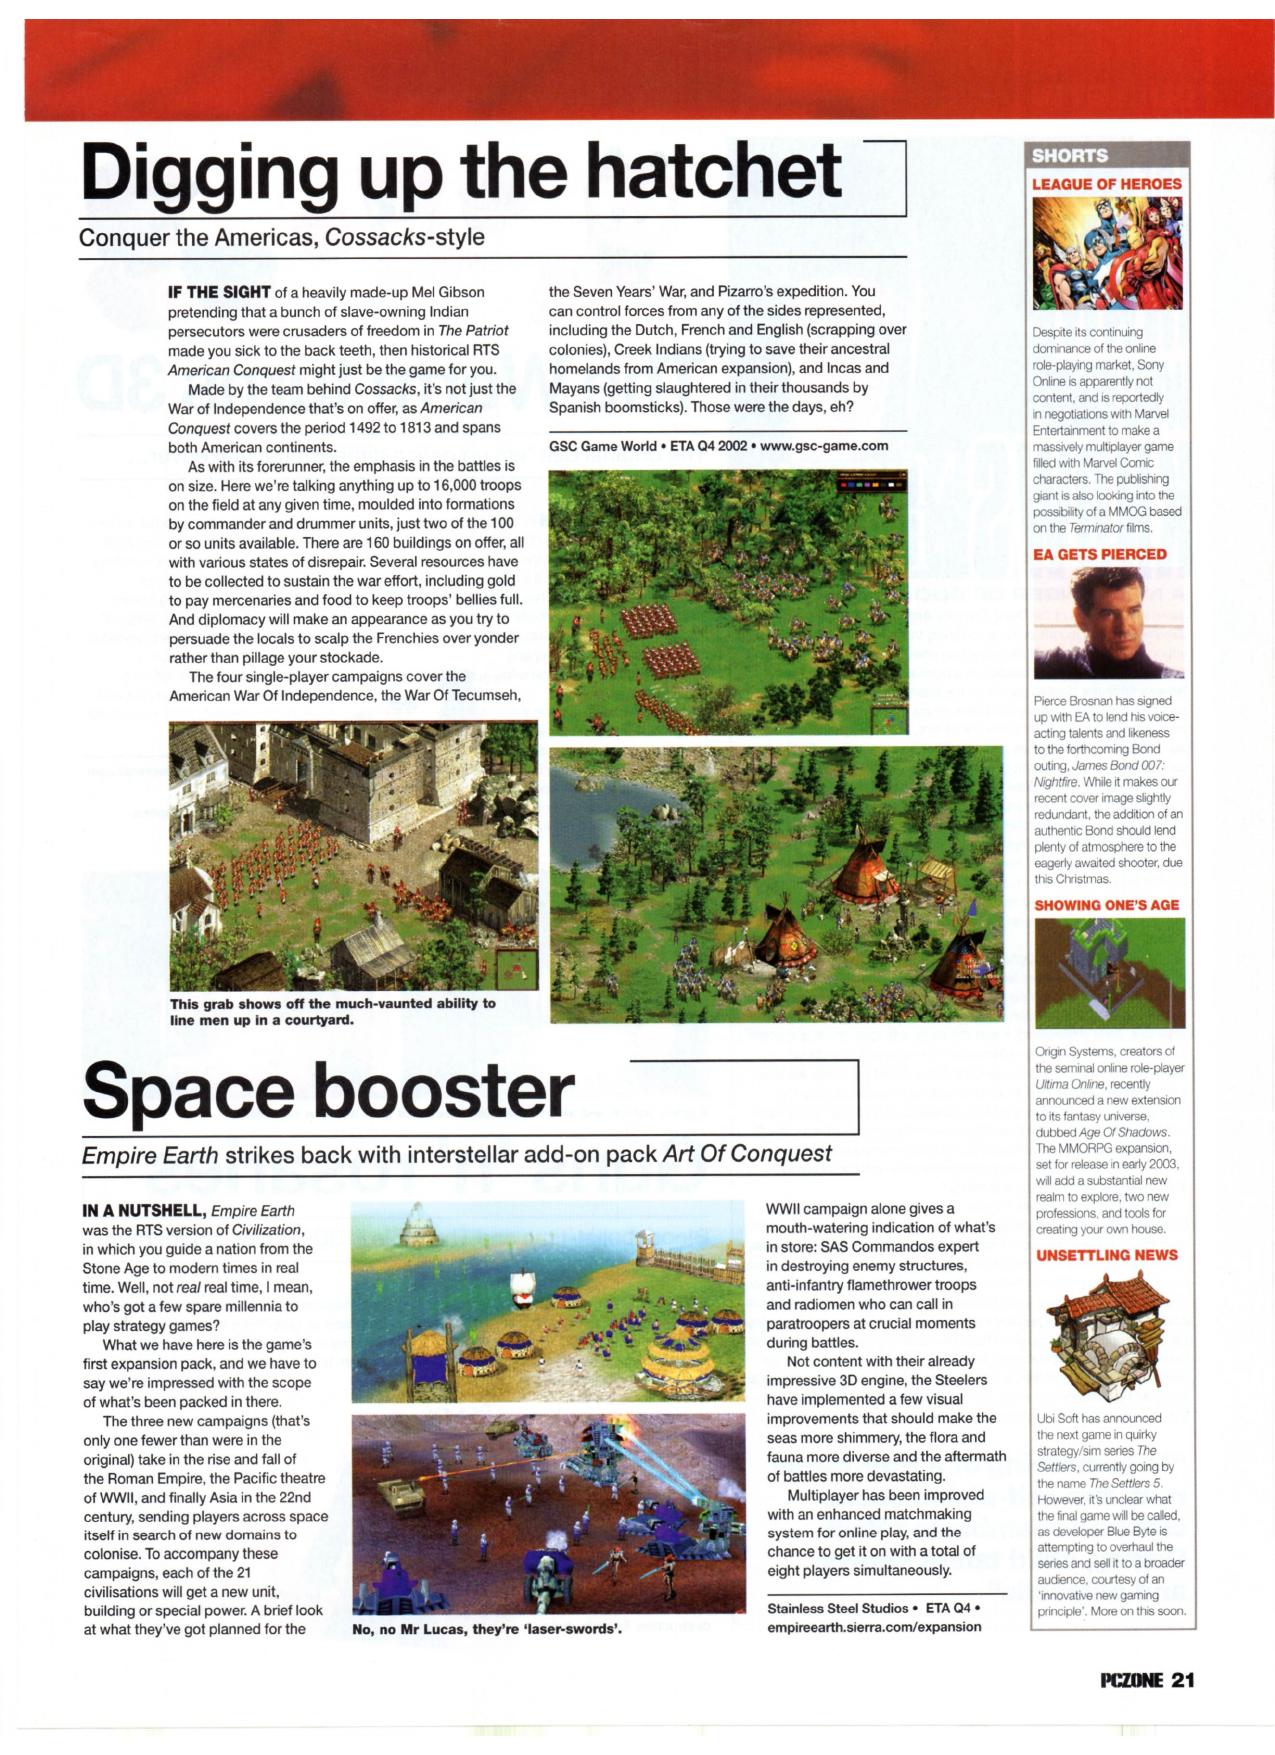 Digging up the hatchet
Conquer the Americas, Cossacks-style
IF THE SIGHT of a heavily made-up Mel Gibson
pretending that a bunch of slave-owning Indian
persecutors were crusaders of freedom in The Patriot
made you sick to the back teeth, then historical RTS
American Conquest might just be the game for you.
Made by the team behind Cossacks, it's not just the
War of Independence that's on offer, as American
Conquest covers the period 1492 to 1813 and spans
both American continents.
As with its forerunner, the emphasis in the battles is
on size. Here we're talking anything up to 16,000 troops
on the field at any given time, moulded into formations
by commander and drummer units, just two of the 100
or so units available. There are 160 buildings on offer, all
with various states of disrepair. Several resources have
to be collected to sustain the war effort, including gold
to pay mercenaries and food to keep troops' bellies full.
And diplomacy will make an appearance as you try to
persuade the locals to scalp the Frenchies over yonder
rather than pillage your stockade.
The four single-player campaigns cover the
American War Of Independence, the War Of Tecumseh,
the Seven Years' War, and Pizarro's expedition. You
can control forces from any of the sides represented,
including the Dutch, French and English (scrapping over
colonies), Creek Indians (trying to save their ancestral
homelands from American expansion), and Incas and
Mayans (getting slaughtered in their thousands by
Spanish boomsticks). Those were the days, eh?
GSC Game World • ETA Q4 2002 • www.gsc-game.com
This grab shows off the much-vaunted ability to
line men up in a courtyard.
Space booster
Empire Earth strikes back with interstellar add-on pack Art Of Conquest
IN A NUTSHELL, Empire Earth
was the RTS version of Civilization,
in which you guide a nation from the
Stone Age to modern times in real
time. Well, not real real time, I mean,
who's got a few spare millennia to
play strategy games?
What we have here is the game's
first expansion pack, and we have to
say we're impressed with the scope
of what's been packed in there.
The three new campaigns (that's
only one fewer than were in the
original) take in the rise and fall of
the Roman Empire, the Pacific theatre
of WWII, and finally Asia in the 22nd
century, sending players across space
itself in search of new domains to
colonise. To accompany these
campaigns, each of the 21
civilisations will get a new unit,
building or special power. A brief look
at what they've got planned for the
No, no Mr Lucas, they're 'laser-swords'.
WWII campaign alone gives a
mouth-watering indication of what's
in store: SAS Commandos expert
in destroying enemy structures,
anti-infantry flamethrower troops
and radiomen who can call in
paratroopers at crucial moments
during battles.
Not content with their already
impressive 3D engine, the Steelers
have implemented a few visual
improvements that should make the
seas more shimmery, the flora and
fauna more diverse and the aftermath
of battles more devastating.
Multiplayer has been improved
with an enhanced matchmaking
system for online play, and the
chance to get it on with a total of
eight players simultaneously.
Stainless Steel Studios • ETA Q4 •
empireearth.sierra.com/expansion
SHORTS
LEAGUE OF HEROES
Despite its continuing
dominance of the online
role-playing market, Sony
Online is apparently not
content, and is reportedly
in negotiations with Marvel
Entertainment to make a
massively multiplayer game
filled with Marvel Comic
characters. The publishing
giant is also looking into the
possibility of a MMOG based
on the Terminator films.
EA GETS PIERCED
Pierce Brosnan has signed
up with EA to lend his voice-
acting talents and likeness
to the forthcoming Bond
outing, James Bond 007:
Nightfire. While it makes our
recent cover image slightly
redundant, the addition of an
authentic Bond should lend
plenty of atmosphere to the
eagerly awaited shooter, due
this Christmas.
SHOWING ONE'S AGE
Origin Systems, creators of
the seminal online role-player
Ultima Online, recently
announced a new extension
to its fantasy universe,
dubbed Age Of Shadows.
The MMORPG expansion,
set for release in early 2003,
will add a substantial new
realm to explore, two new
professions, and tools for
creating your own house.
UNSETTLING NEWS
Ubi Soft has announced
the next game in quirky
strategy/sim series The
Settlers, currently going by
the name The Settlers 5.
However, it's unclear what
the final game will be called,
as developer Blue Byte is
attempting to overhaul the
series and sell it to a broader
audience, courtesy of an
'innovative new gaming
principle'. More on this soon.
PCZONE 21